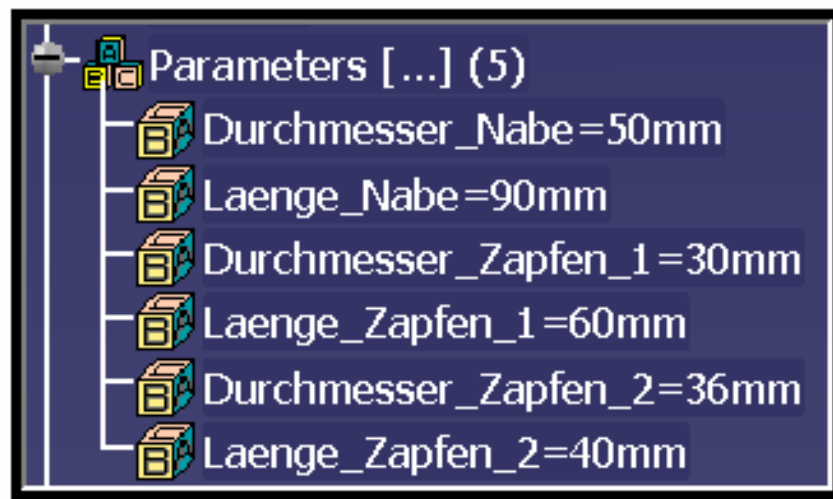 Parameters [...] (5)
Durchmesser_Nabe=50mm
Laenge_Nabe=90mm
Durchmesser_Zapfen_1=30mm
Laenge_Zapfen_1=60mm
Durchmesser_Zapfen_2=36mm
Laenge_Zapfen_2=40mm